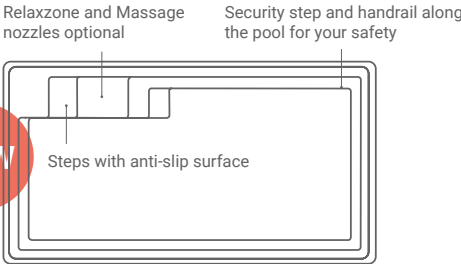 Relaxzone and Massage
nozzles optional
Security step and handrail along
the pool for your safety
Steps with anti-slip surface